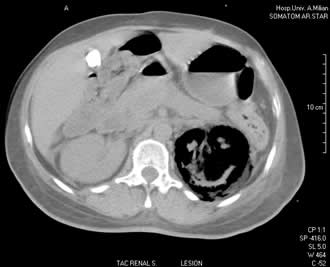 Hosp.Univ. A.Milian
A
SOMATOM AR STAR
10 cm
CP 1:1
SP -416.0
SL 5.0
W 464
C -52
TAC RENAL S. LESION